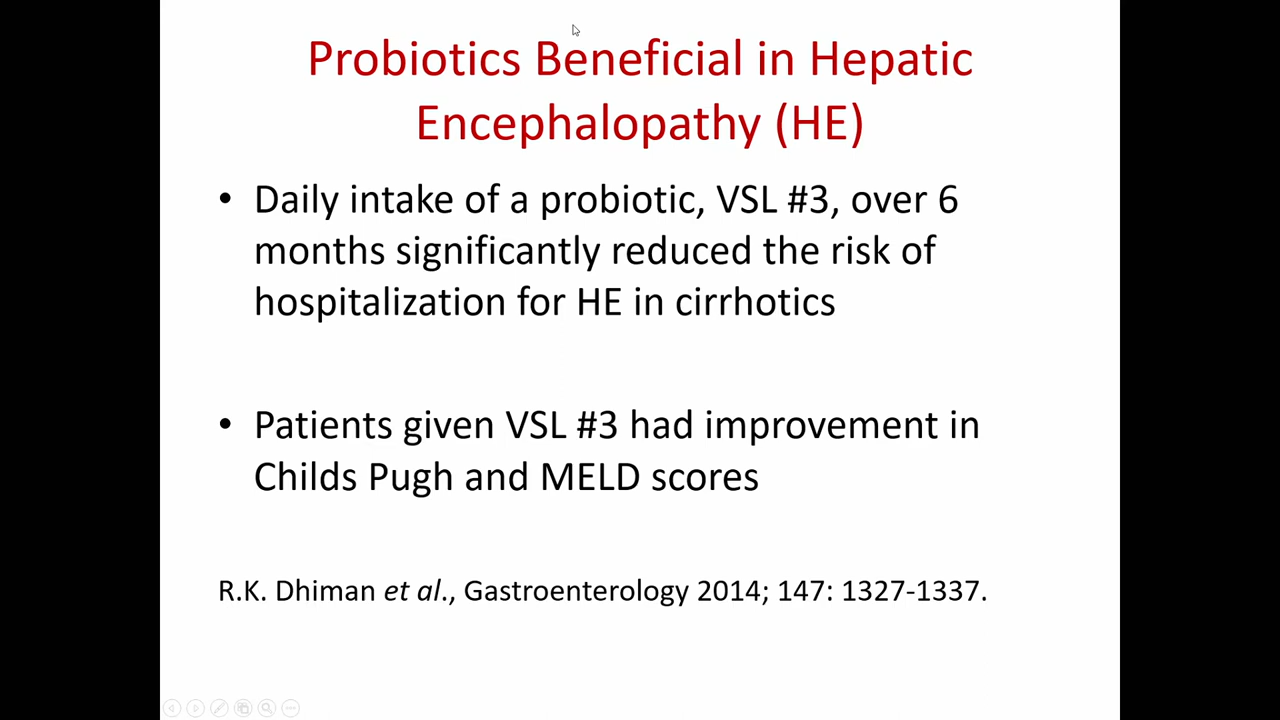 Probiotics Beneficial in Hepatic
Encephalopathy (HE)
• Daily intake of a probiotic, VSL #3, over 6
months significantly reduced the risk of
hospitalization for HE in cirrhotics
• Patients given VSL #3 had improvement in
Childs Pugh and MELD scores
R.K. Dhiman et al., Gastroenterology 2014; 147: 1327-1337.